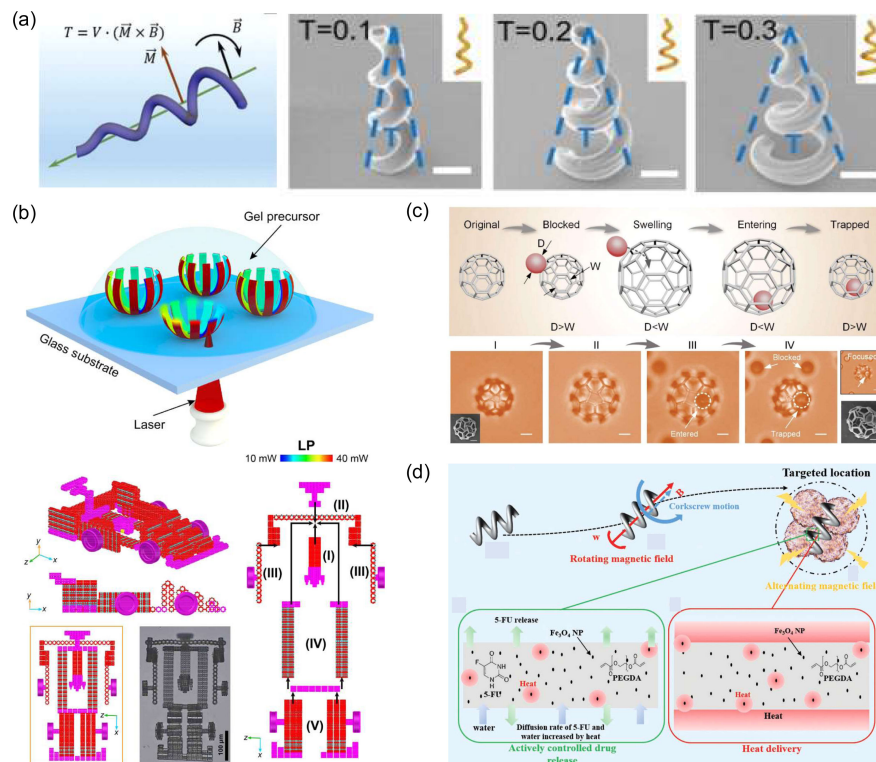 (a)
T = V · (M⃗ × B⃗)
M⃗
B⃗
T=0.1
T
T=0.2
T
T=0.3
T
(b)
Gel precursor
Glass substrate
Laser
LP
10 mW
40 mW
(II)
(I)
(III)
(III)
(IV)
(V)
z
y
x
y
x
z
x
100 µm
z
x
(c)
Original
Blocked
Swelling
Entering
Trapped
D
W
D>W
D<W
D<W
D>W
I
II
III
IV
Entered
Blocked
Trapped
Focused
(d)
Targeted location
B
Corkscrew motion
w
Rotating magnetic field
Alternating magnetic field
5-FU release
Fe₃O₄ NP
PEGDA
Heat
5-FU
Heat
water
Diffusion rate of 5-FU and
water increased by heat
Actively controlled drug
release
Fe₃O₄ NP
PEGDA
Heat
Heat
Heat delivery